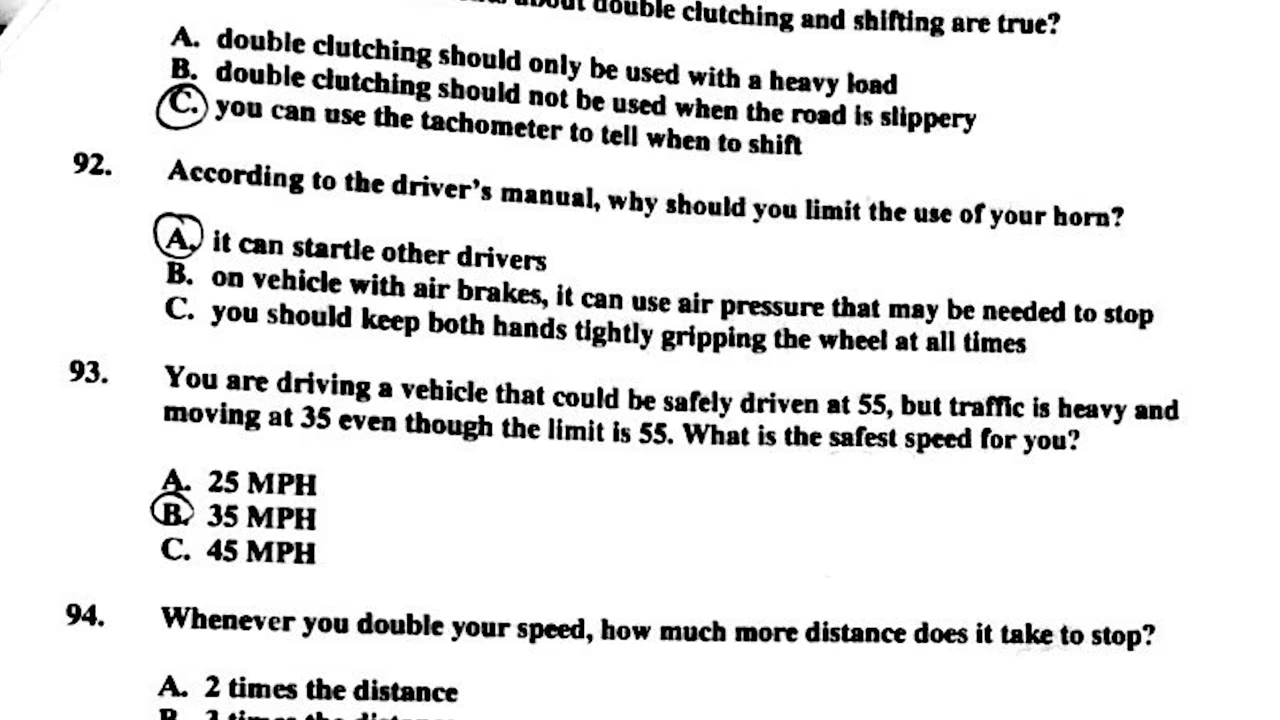 double clutching and shifting are true?
A. double clutching should only be used with a heavy load
B. double clutching should not be used when the road is slippery
C. you can use the tachometer to tell when to shift
92. According to the driver's manual, why should you limit the use of your horn?
A. it can startle other drivers
B. on vehicle with air brakes, it can use air pressure that may be needed to stop
C. you should keep both hands tightly gripping the wheel at all times
93. You are driving a vehicle that could be safely driven at 55, but traffic is heavy and
moving at 35 even though the limit is 55. What is the safest speed for you?
A. 25 MPH
B. 35 MPH
C. 45 MPH
94. Whenever you double your speed, how much more distance does it take to stop?
A. 2 times the distance